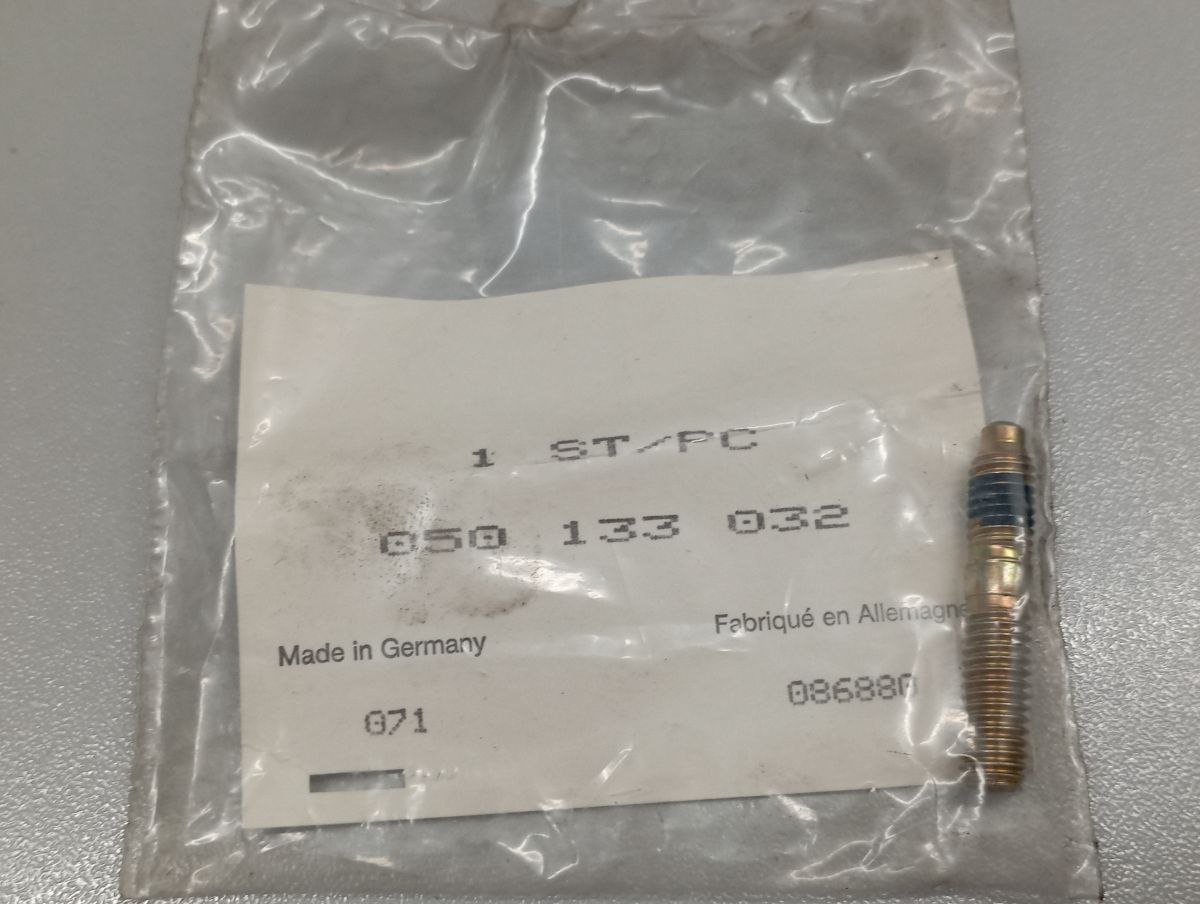 1 ST/PC
050 133 032
Made in Germany
Fabriqué en Allemagne
071
086880